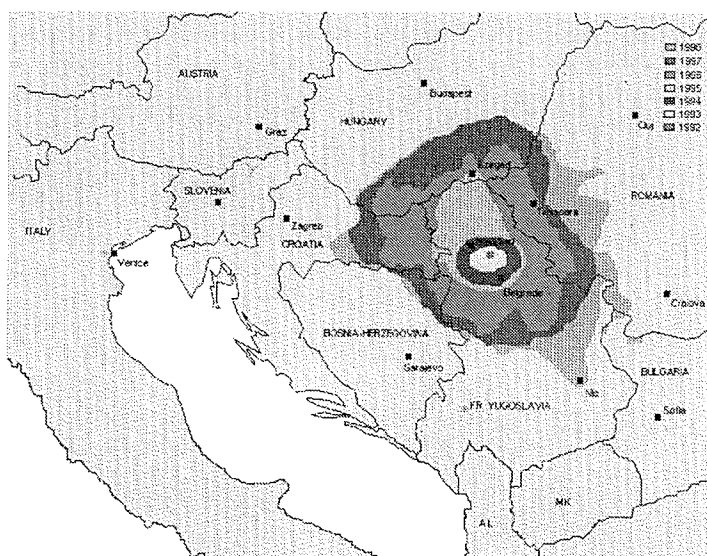 1998
1997
1996
1995
1994
1993
1992
AUSTRIA
Budapest
HUNGARY
Graz
Cluj
Szeged
SLOVENIA
ROMANIA
Timisoara
Zagreb
ITALY
CROATIA
Venice
Belgrade
Craiova
BOSNIA-HERZEGOVINA
Sarajevo
BULGARIA
Nis
FR YUGOSLAVIA
Sofia
MK
AL